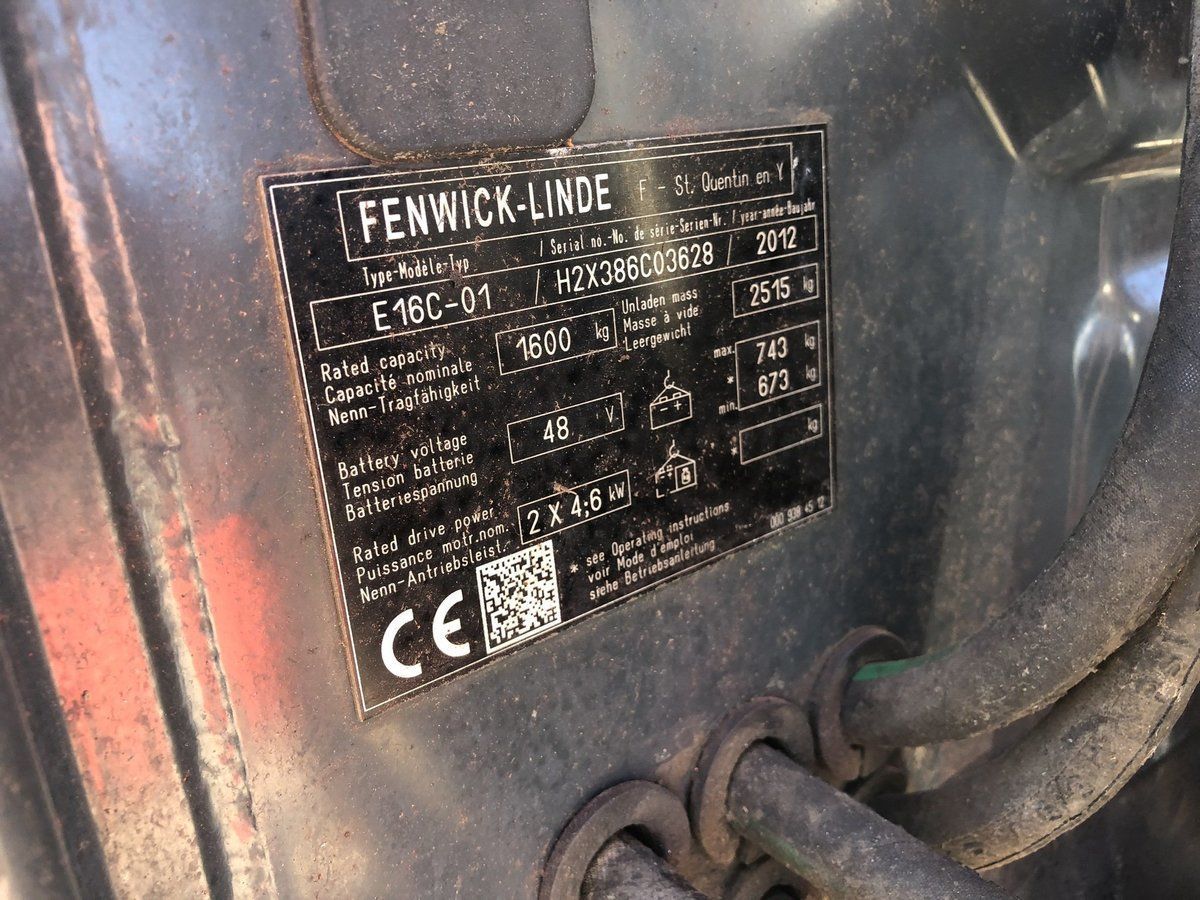 FENWICK-LINDE F - St. Quentin en Y
Type-Modèle-Typ / Serial no.-No. de série-Serien-Nr. / year-année-Baujahr
E16C-01 / H2X386C03628 / 2012
Rated capacity
Capacité nominale
Nenn-Tragfähigkeit
1600 kg
Unladen mass
Masse à vide
Leergewicht
2515 kg
Battery voltage
Tension batterie
Batteriespannung
48 V
- +
max. 743 kg
*
min. 673 kg
*
* kg
Rated drive power
Puissance motr.nom.
Nenn-Antriebsleist.
2 X 4;6 kW
* see Operating instructions
voir Mode d'emploi
siehe Betriebsanleitung
000 938 45 12
CE